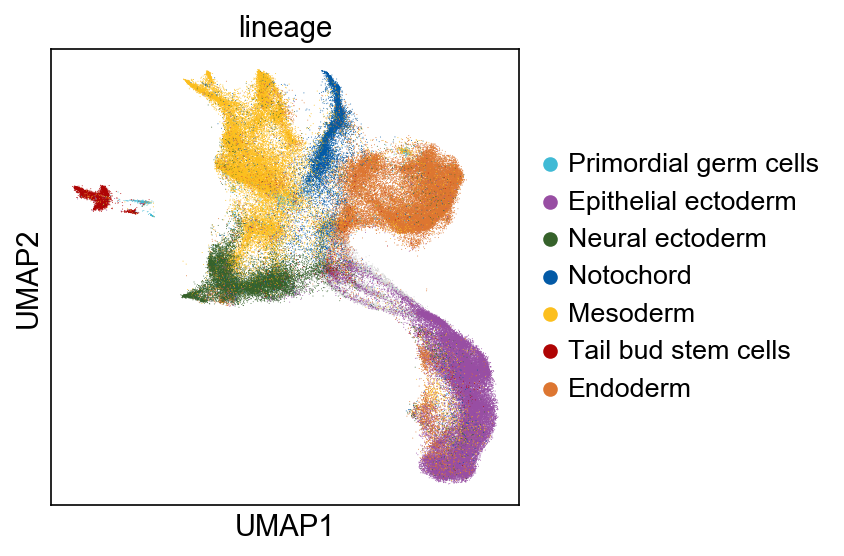 lineage
UMAP2
UMAP1
Primordial germ cells
Epithelial ectoderm
Neural ectoderm
Notochord
Mesoderm
Tail bud stem cells
Endoderm